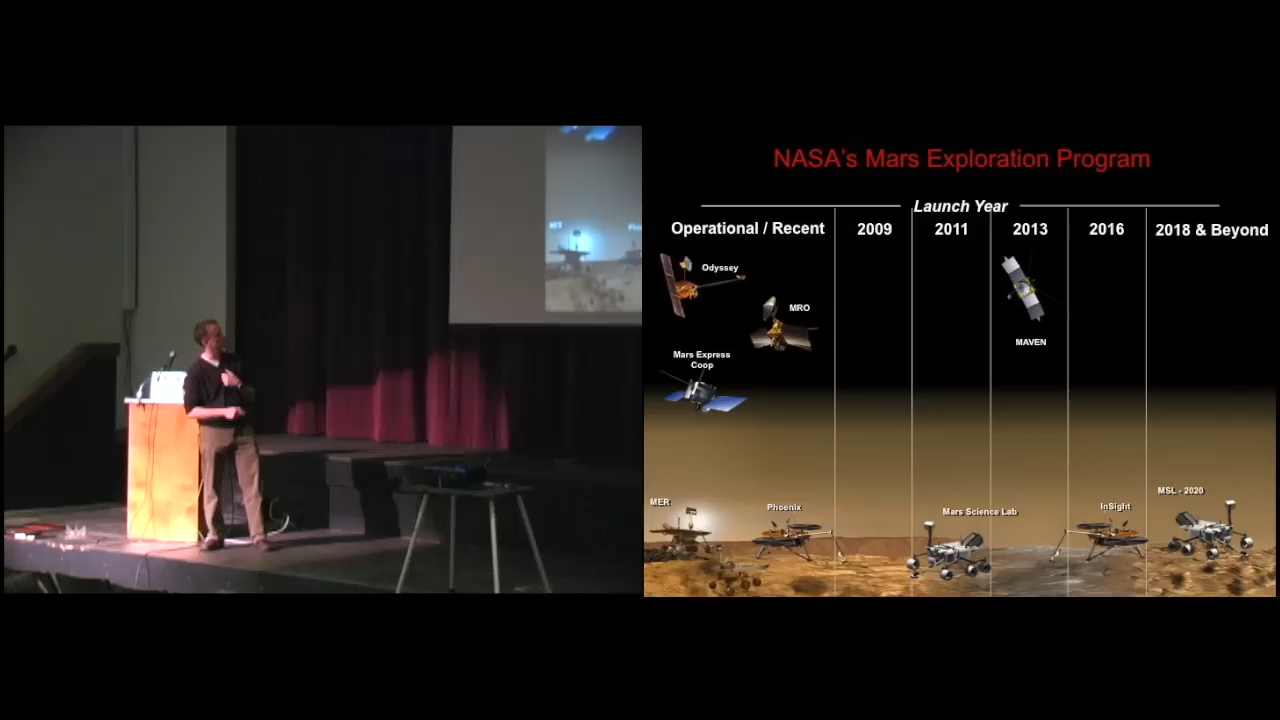 NASA's Mars Exploration Program
Launch Year
Operational / Recent
2009
2011
2013
2016
2018 & Beyond
Odyssey
MRO
Mars Express
Coop
MAVEN
MER
Phoenix
Mars Science Lab
InSight
MSL - 2020